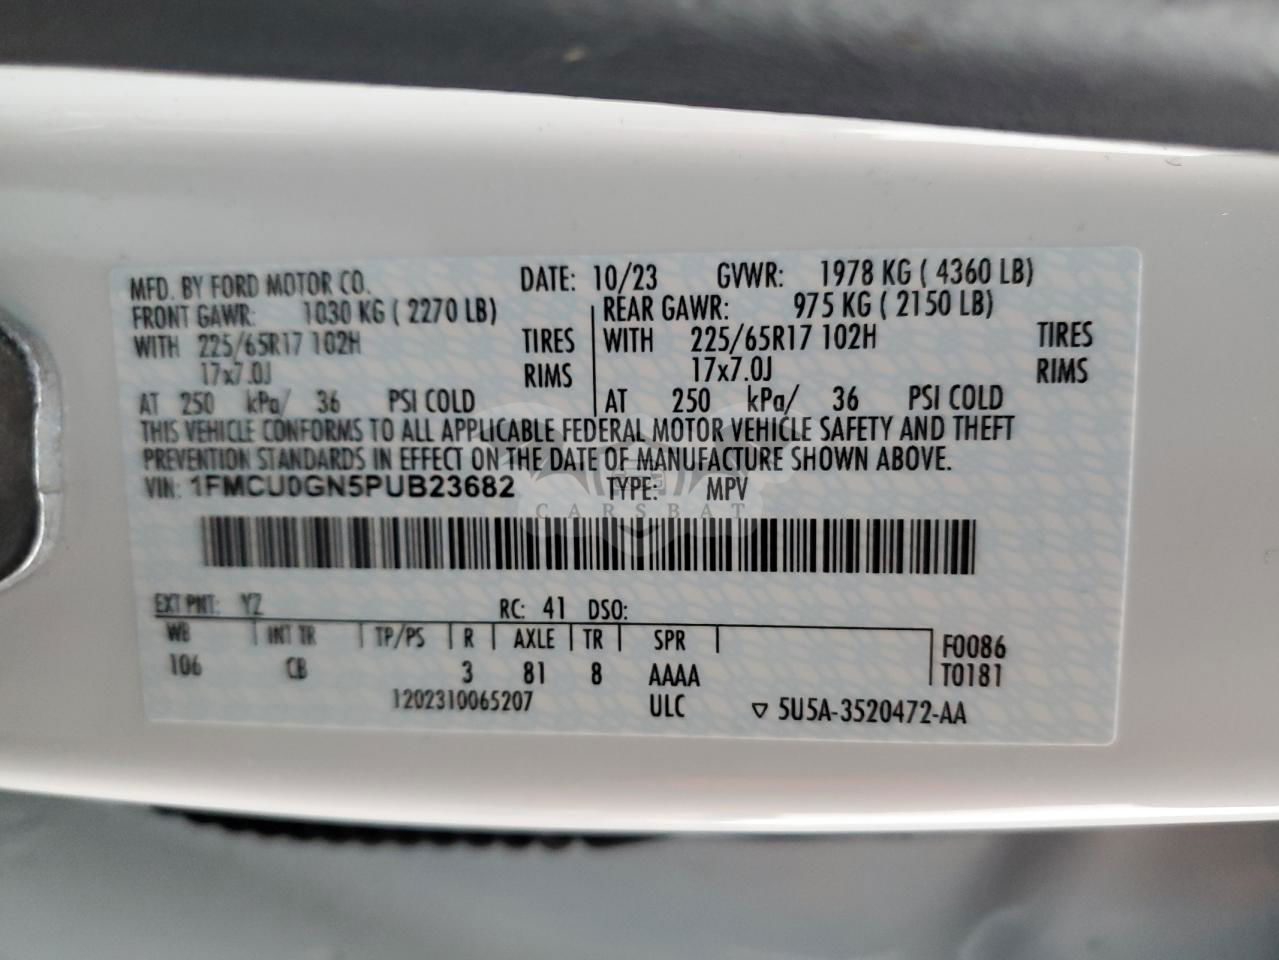 MFD. BY FORD MOTOR CO. DATE: 10/23 GVWR: 1978 KG ( 4360 LB)
FRONT GAWR: 1030 KG ( 2270 LB) REAR GAWR: 975 KG ( 2150 LB)
WITH 225/65R17 102H TIRES WITH 225/65R17 102H TIRES
17x7.0J RIMS 17x7.0J RIMS
AT 250 kPa/ 36 PSI COLD AT 250 kPa/ 36 PSI COLD
THIS VEHICLE CONFORMS TO ALL APPLICABLE FEDERAL MOTOR VEHICLE SAFETY AND THEFT
PREVENTION STANDARDS IN EFFECT ON THE DATE OF MANUFACTURE SHOWN ABOVE.
VIN: 1FMCU0GN5PUB23682 TYPE: MPV
CARSBAT
EXT PNT: YZ RC: 41 DSO:
WB INT TR TP/PS R AXLE TR SPR F0086
106 CB 3 81 8 AAAA T0181
1202310065207 ULC ▽ 5U5A-3520472-AA